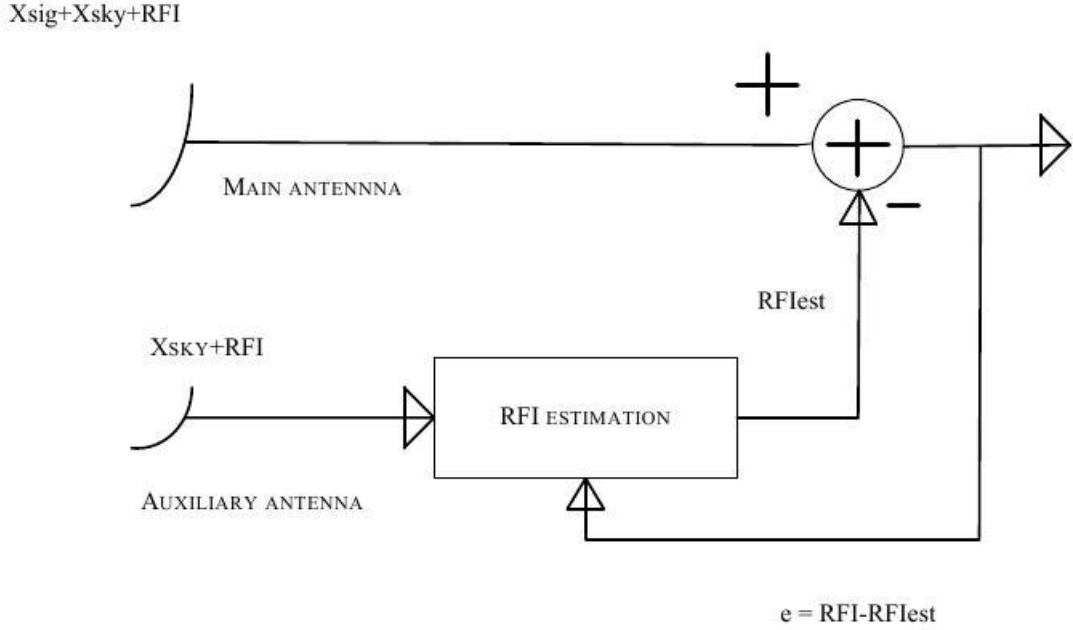 Xsig+Xsky+RFI
MAIN ANTENNNA
RFIest
XSKY+RFI
RFI ESTIMATION
AUXILIARY ANTENNA
e = RFI-RFIest